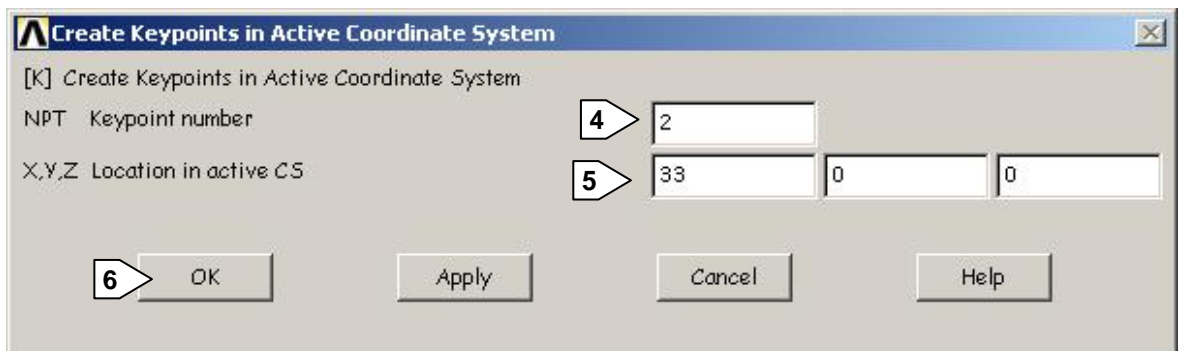 Create Keypoints in Active Coordinate System
[K] Create Keypoints in Active Coordinate System
NPT Keypoint number 4 2
X,Y,Z Location in active CS 5 33 0 0
6 OK Apply Cancel Help